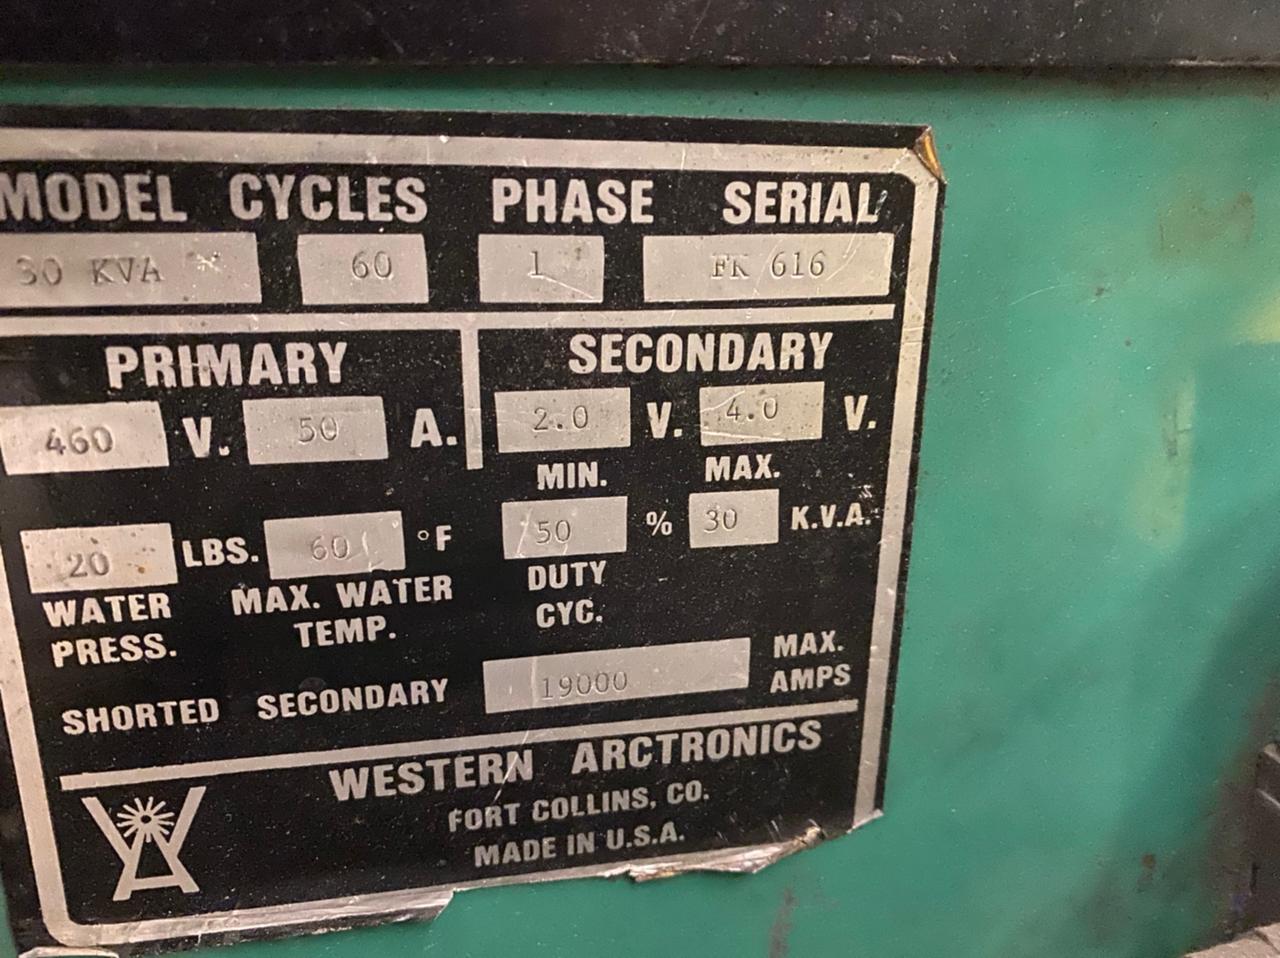 MODEL CYCLES PHASE SERIAL
30 KVA 60 1 FK 616
PRIMARY SECONDARY
460 V. 50 A. 2.0 V. 4.0 V.
MIN. MAX.
20 LBS. 60 °F 50 % 30 K.V.A.
WATER PRESS. MAX. WATER TEMP. DUTY CYC.
SHORTED SECONDARY 19000 MAX. AMPS
WESTERN ARCTRONICS
FORT COLLINS, CO.
MADE IN U.S.A.